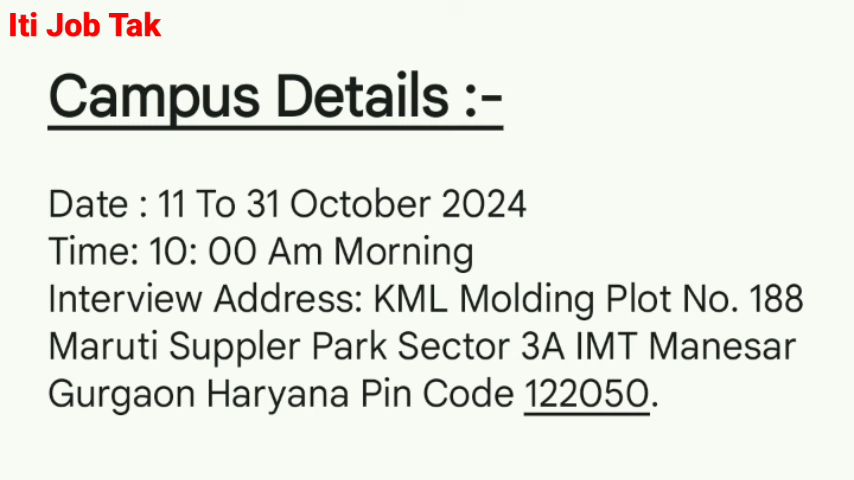 Iti Job Tak
Campus Details :-
Date : 11 To 31 October 2024
Time: 10: 00 Am Morning
Interview Address: KML Molding Plot No. 188
Maruti Suppler Park Sector 3A IMT Manesar
Gurgaon Haryana Pin Code 122050.